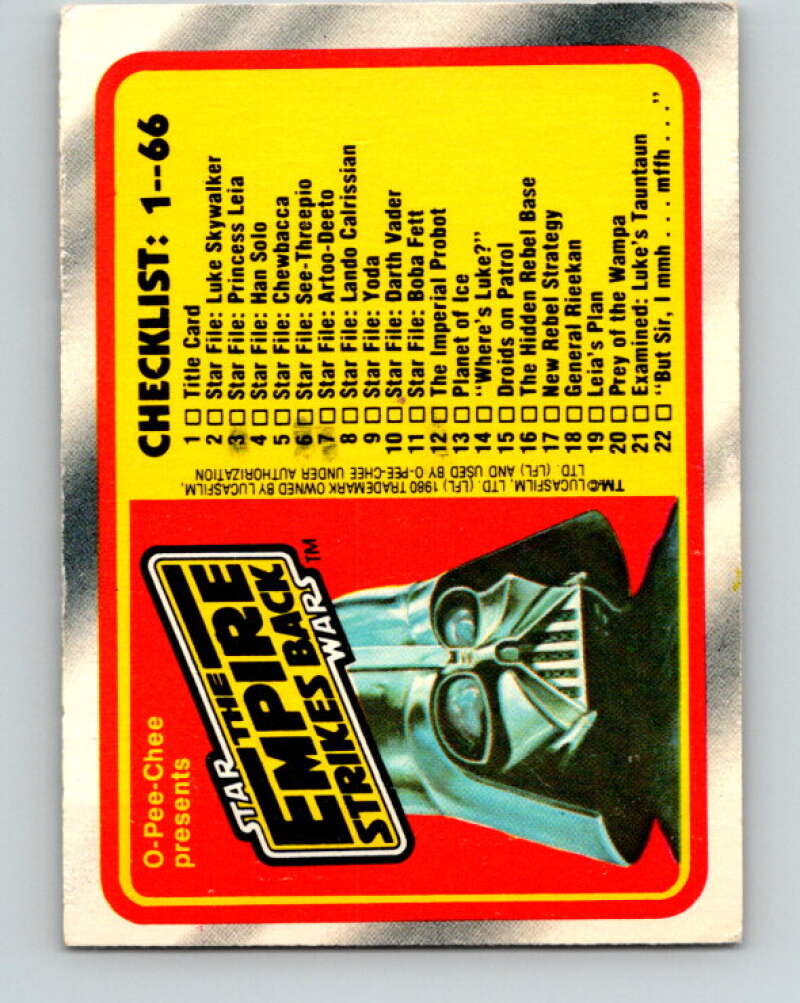 O-Pee-Chee
presents
STAR
THE
EMPIRE
STRIKES BACK
WARS™
CHECKLIST: 1--66
1 □ Title Card
2 □ Star File: Luke Skywalker
3 □ Star File: Princess Leia
4 □ Star File: Han Solo
5 □ Star File: Chewbacca
6 □ Star File: See-Threepio
7 □ Star File: Artoo-Deeto
8 □ Star File: Lando Calrissian
9 □ Star File: Yoda
10 □ Star File: Darth Vader
11 □ Star File: Boba Fett
12 □ The Imperial Probot
13 □ Planet of Ice
14 □ "Where's Luke?"
15 □ Droids on Patrol
16 □ The Hidden Rebel Base
17 □ New Rebel Strategy
18 □ General Rieekan
19 □ Leia's Plan
20 □ Prey of the Wampa
21 □ Examined: Luke's Tauntaun
22 □ "But Sir, I mmh . . . mffh . . . "
TM:©LUCASFILM, LTD. (LFL) 1980 TRADEMARK OWNED BY LUCASFILM,
LTD. (LFL) AND USED BY O-PEE-CHEE UNDER AUTHORIZATION